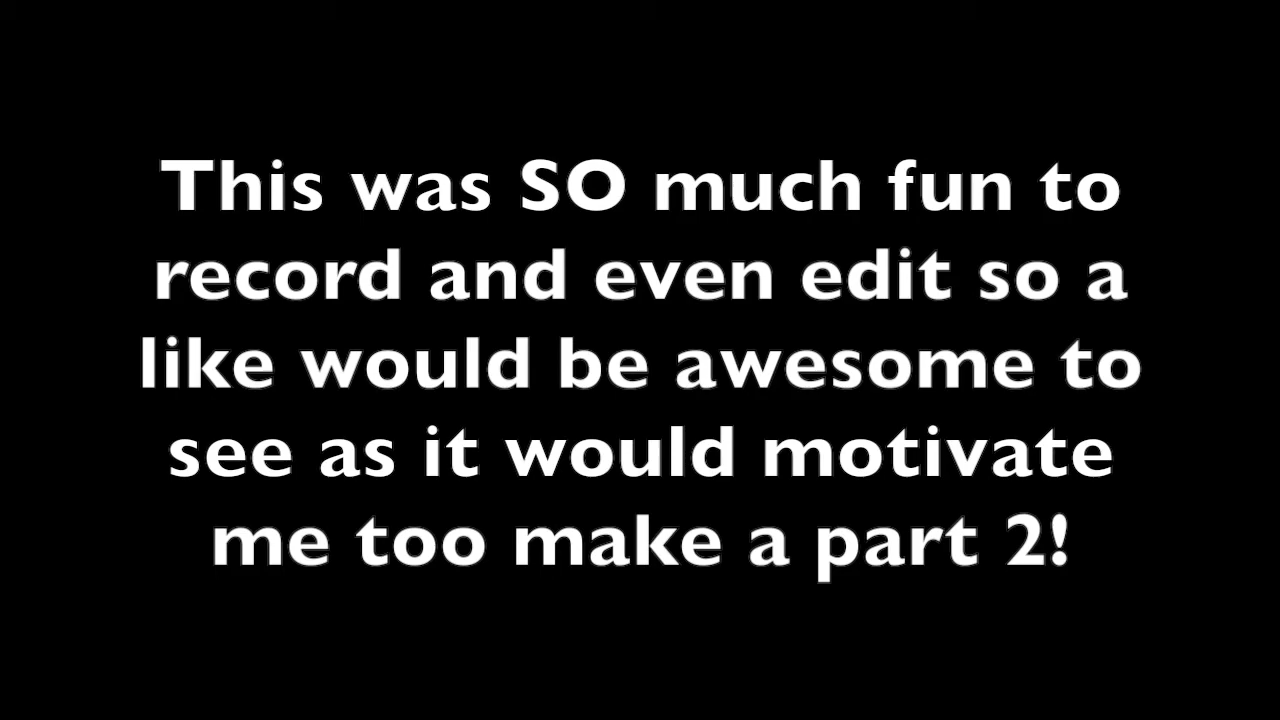 This was SO much fun to
record and even edit so a
like would be awesome to
see as it would motivate
me too make a part 2!